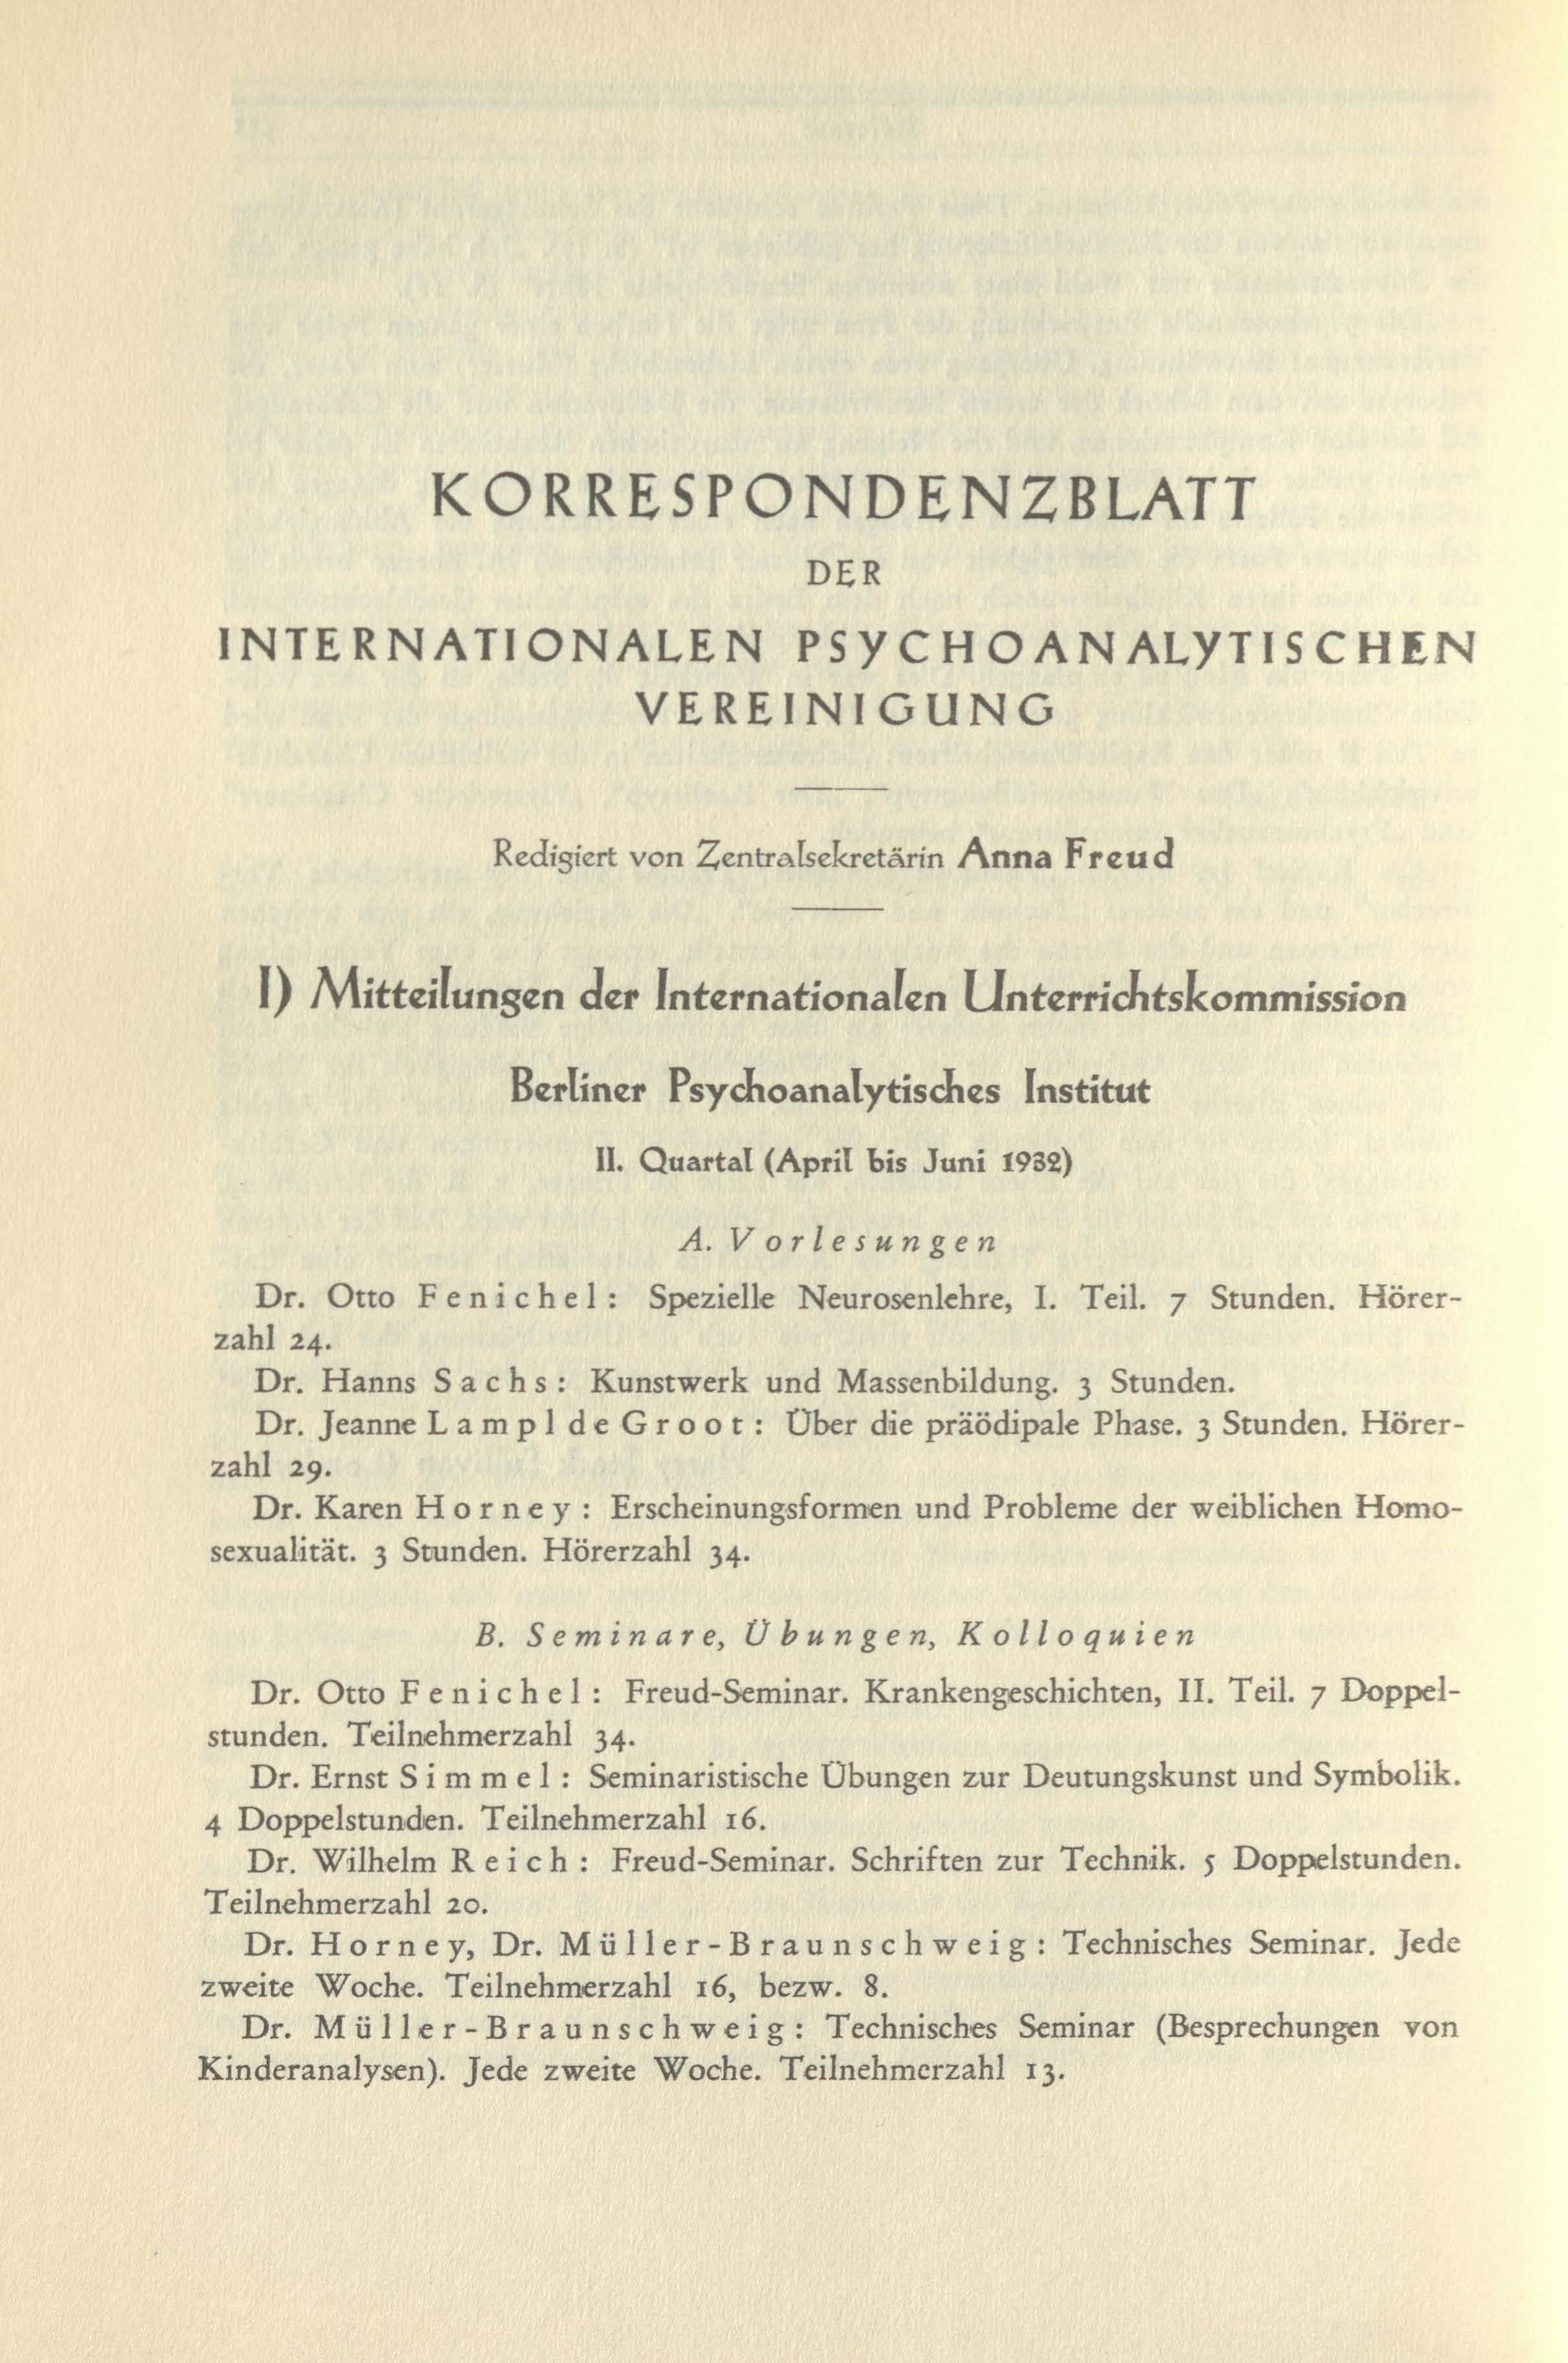 KORRESPONDENZBLATT
DER
INTERNATIONALEN PSYCHOANALYTISCHEN
VEREINIGUNG
Redigiert von Zentralsekretärin Anna Freud
I) Mitteilungen der Internationalen Unterrichtskommission
Berliner Psychoanalytisches Institut
II. Quartal (April bis Juni 1932)
A. Vorlesungen
Dr. Otto Fenichel: Spezielle Neurosenlehre, I. Teil. 7 Stunden. Hörer-
zahl 24.
Dr. Hanns Sachs: Kunstwerk und Massenbildung. 3 Stunden.
Dr. Jeanne Lampl de Groot: Über die präödipale Phase. 3 Stunden. Hörer-
zahl 29.
Dr. Karen Horney: Erscheinungsformen und Probleme der weiblichen Homo-
sexualität. 3 Stunden. Hörerzahl 34.
B. Seminare, Übungen, Kolloquien
Dr. Otto Fenichel: Freud-Seminar. Krankengeschichten, II. Teil. 7 Doppel-
stunden. Teilnehmerzahl 34.
Dr. Ernst Simmel: Seminaristische Übungen zur Deutungskunst und Symbolik.
4 Doppelstunden. Teilnehmerzahl 16.
Dr. Wilhelm Reich: Freud-Seminar. Schriften zur Technik. 5 Doppelstunden.
Teilnehmerzahl 20.
Dr. Horney, Dr. Müller-Braunschweig: Technisches Seminar. Jede
zweite Woche. Teilnehmerzahl 16, bezw. 8.
Dr. Müller-Braunschweig: Technisches Seminar (Besprechungen von
Kinderanalysen). Jede zweite Woche. Teilnehmerzahl 13.